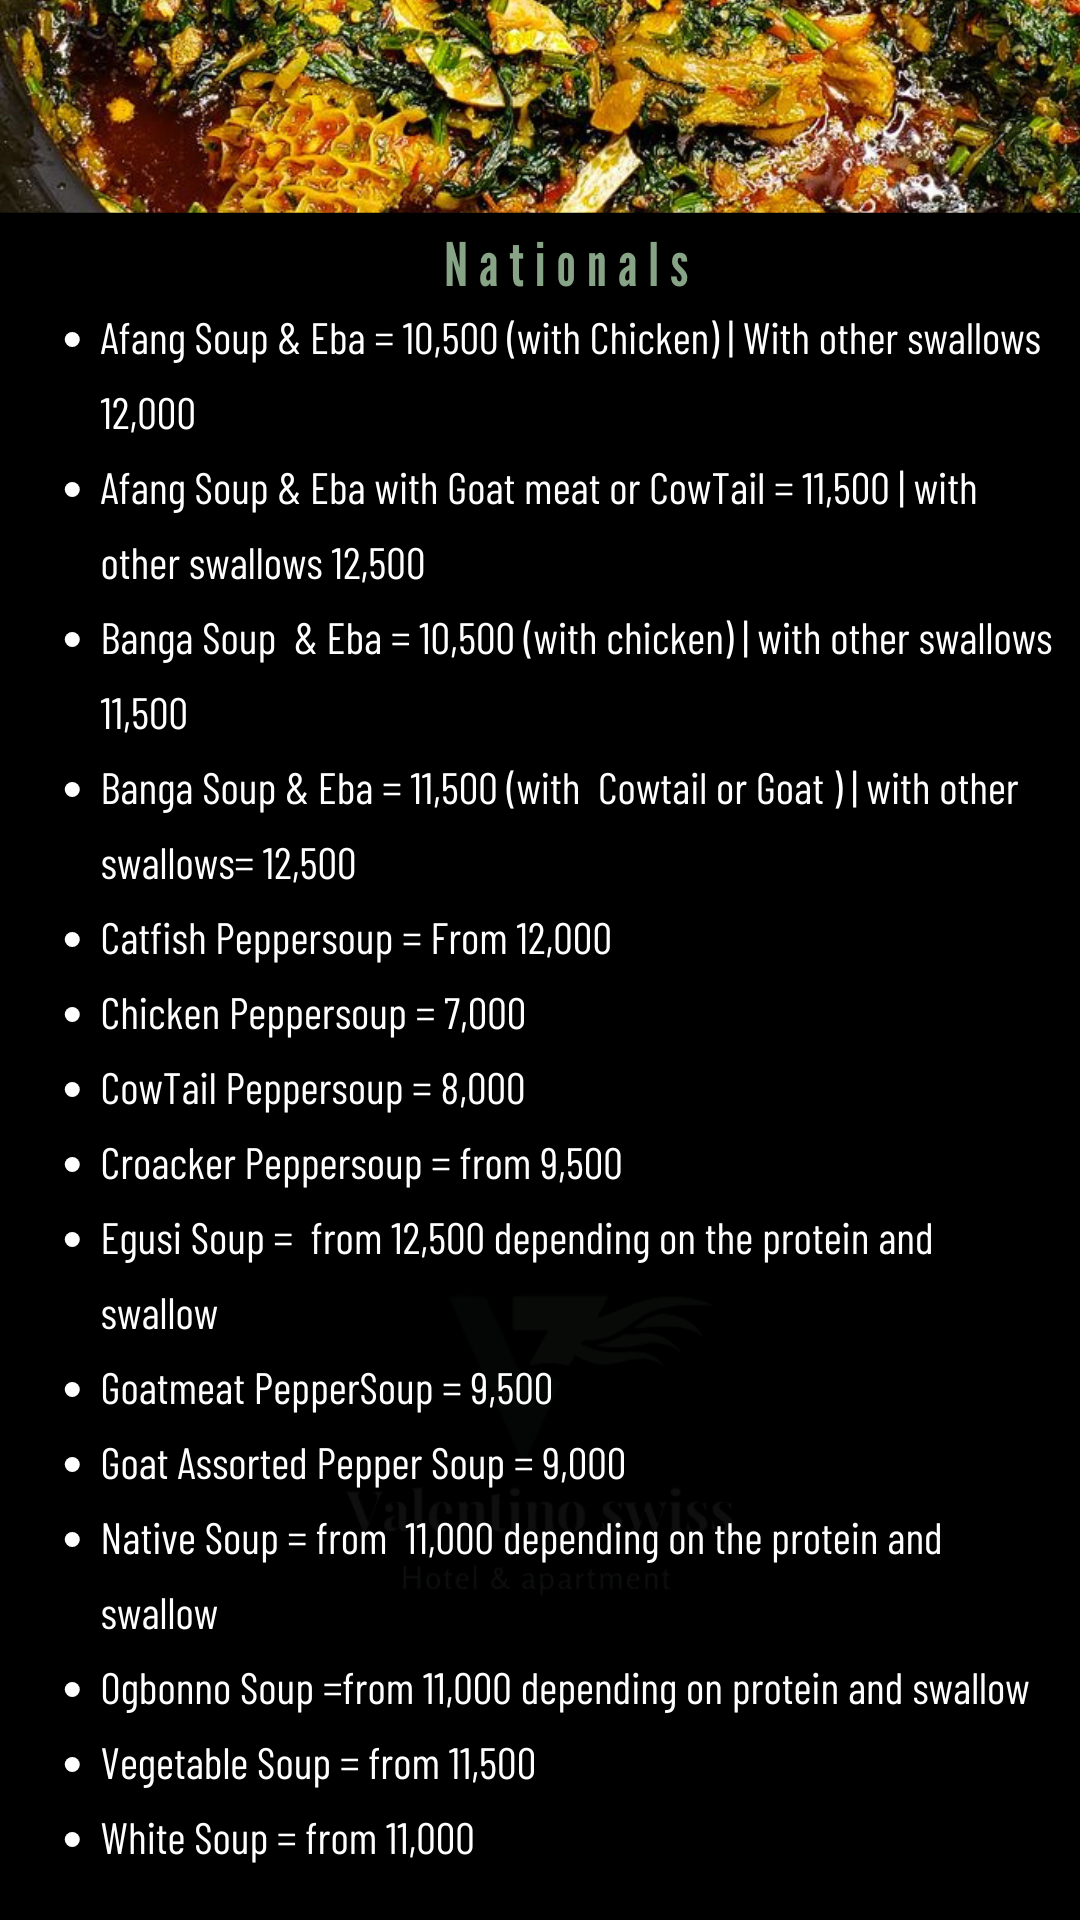 Nationals
• Afang Soup & Eba = 10,500 (with Chicken) | With other swallows
12,000
• Afang Soup & Eba with Goat meat or CowTail = 11,500 | with
other swallows 12,500
• Banga Soup & Eba = 10,500 (with chicken) | with other swallows
11,500
• Banga Soup & Eba = 11,500 (with Cowtail or Goat ) | with other
swallows= 12,500
• Catfish Peppersoup = From 12,000
• Chicken Peppersoup = 7,000
• CowTail Peppersoup = 8,000
• Croacker Peppersoup = from 9,500
• Egusi Soup = from 12,500 depending on the protein and
swallow
• Goatmeat PepperSoup = 9,500
• Goat Assorted Pepper Soup = 9,000
Valentino swiss
• Native Soup = from 11,000 depending on the protein and
Hotel & apartment
swallow
• Ogbonno Soup =from 11,000 depending on protein and swallow
• Vegetable Soup = from 11,500
• White Soup = from 11,000